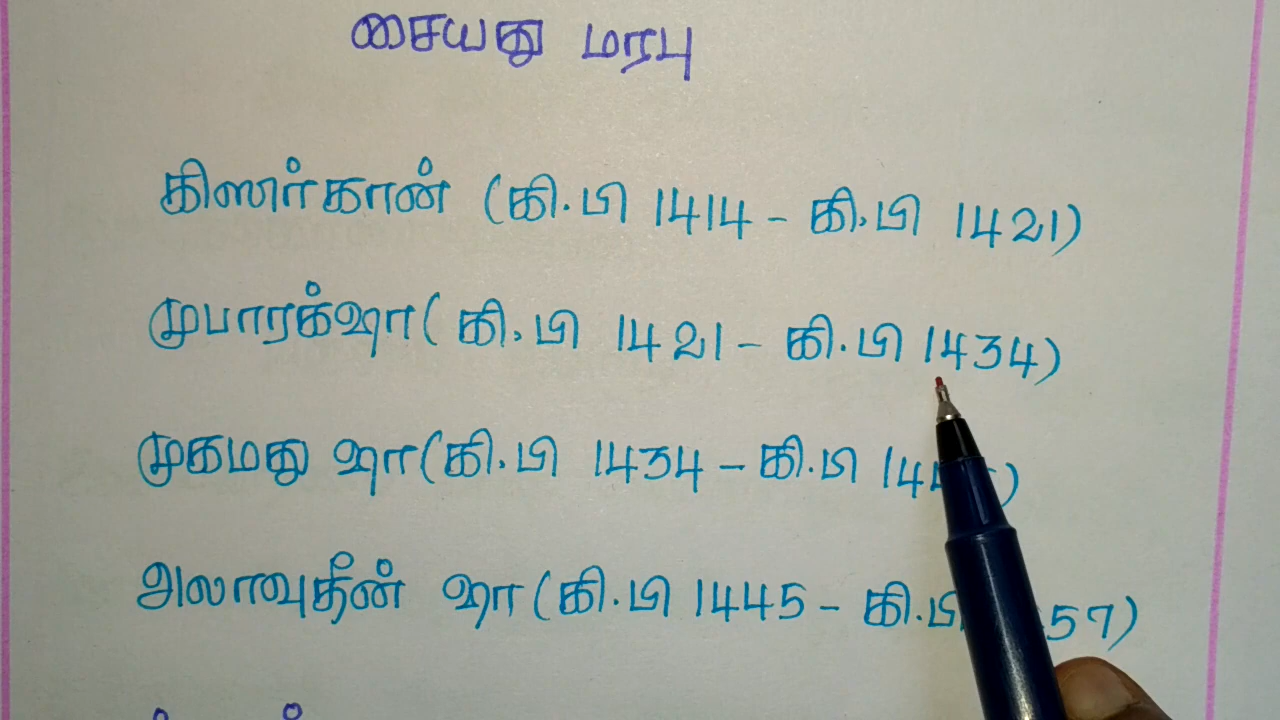 சையது மரபு
கிஸர்கான் (கி.பி 1414 - கி.பி 1421)
முபாரக்ஷா ( கி.பி 1421 - கி.பி 1434)
முகமது ஷா (கி.பி 1434 - கி.பி
அலாவுதீன் ஷா (கி.பி 1445 - கி.பி